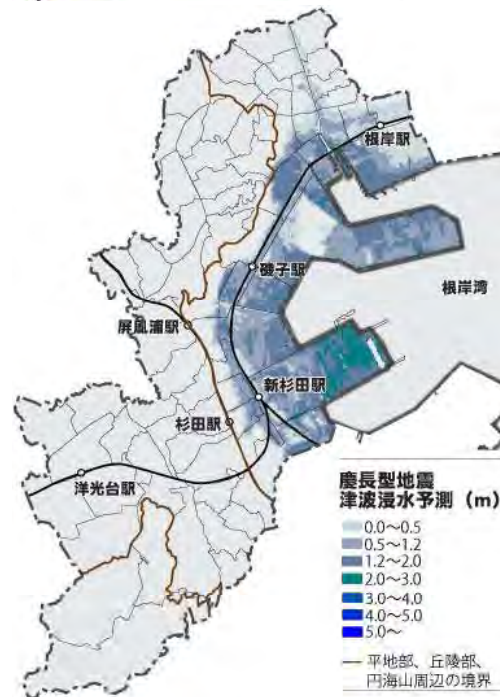 根岸駅
磯子駅
根岸湾
屏風浦駅
新杉田駅
杉田駅
洋光台駅
慶長型地震
津波浸水予測（m）
0.0～0.5
0.5～1.2
1.2～2.0
2.0～3.0
3.0～4.0
4.0～5.0
5.0～
平地部、丘陵部、
円海山周辺の境界